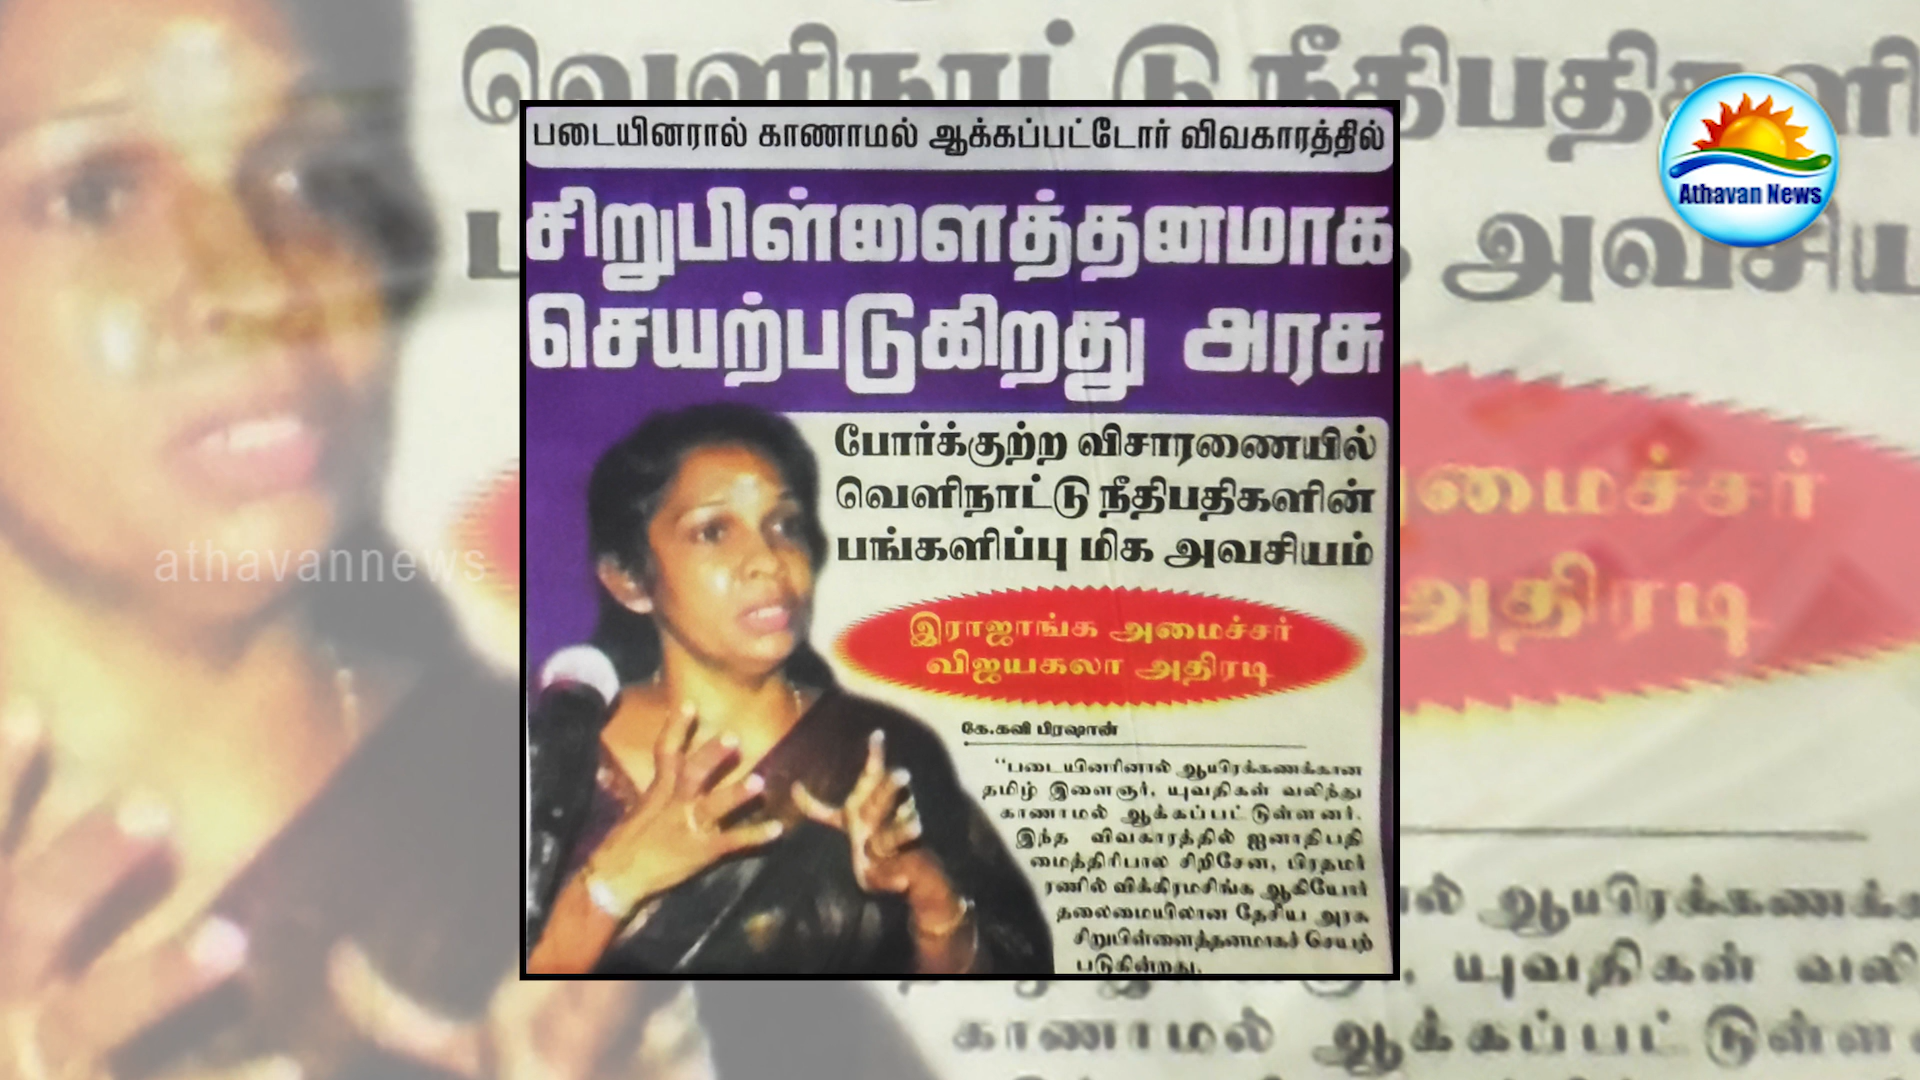 படையினரால் காணாமல் ஆக்கப்பட்டோர் விவகாரத்தில்
சிறுபிள்ளைத்தனமாக
செயற்படுகிறது அரசு
போர்க்குற்ற விசாரணையில்
வெளிநாட்டு நீதிபதிகளின்
பங்களிப்பு மிக அவசியம்
இராஜாங்க அமைச்சர்
விஜயகலா அதிரடி
கே.கவி பிரஷான்
"படையினரினால் ஆயிரக்கணக்கான
தமிழ் இளைஞர், யுவதிகள் வலிந்து
காணாமல் ஆக்கப்பட்டுள்ளனர்.
இந்த விவகாரத்தில் ஜனாதிபதி
மைத்திரிபால சிறிசேன, பிரதமர்
ரணில் விக்கிரமசிங்க ஆகியோர்
தலைமையிலான தேசிய அரசு
சிறுபிள்ளைத்தனமாகச் செயற்
படுகின்றது.
Athavan News
athavannews